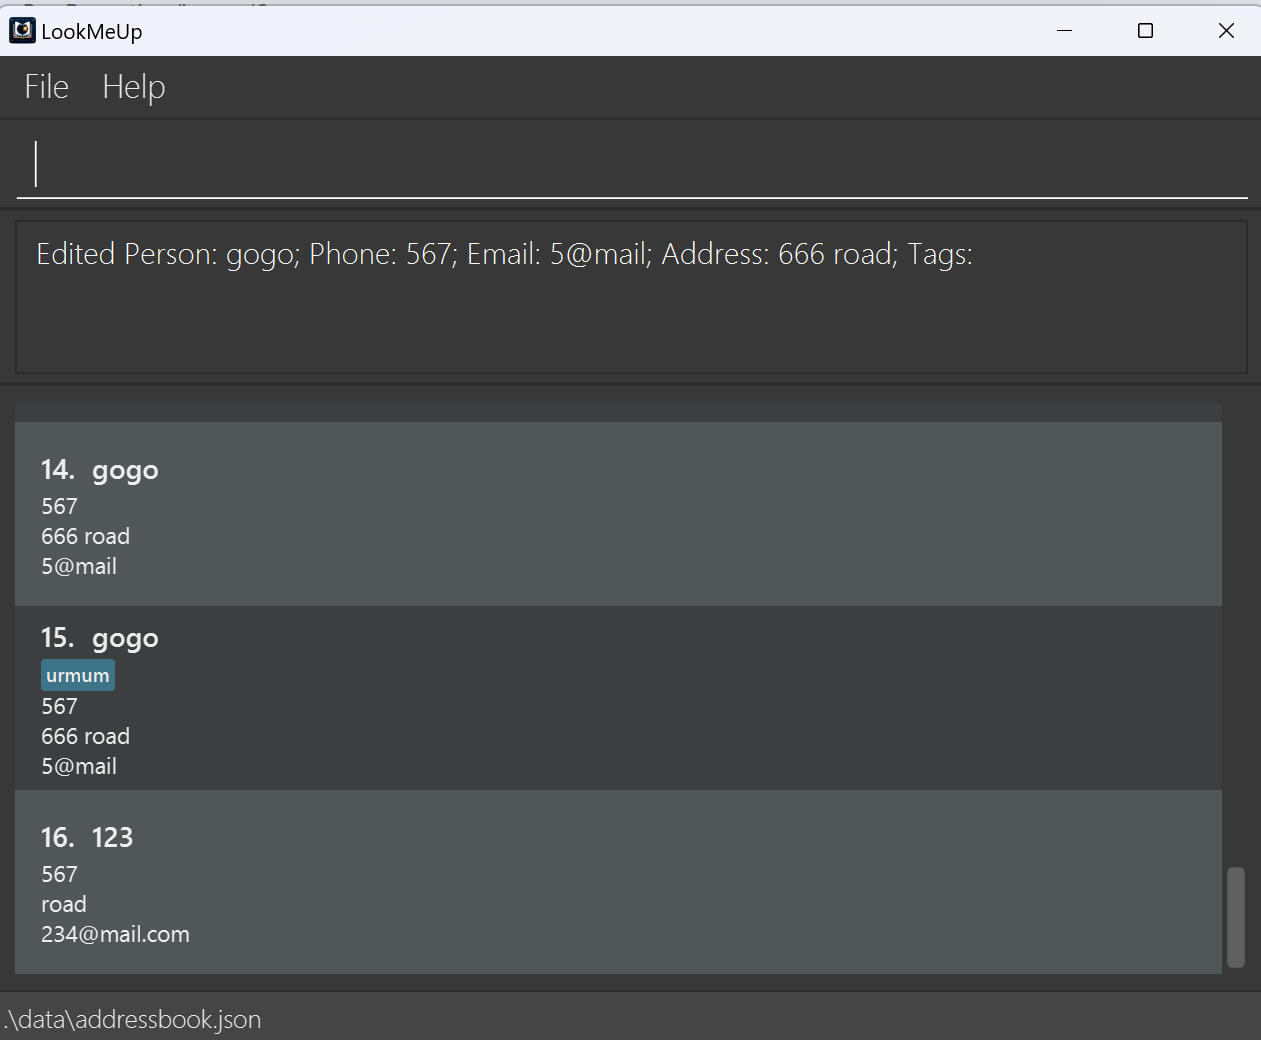 LookMeUp
File Help
Edited Person: gogo; Phone: 567; Email: 5@mail; Address: 666 road; Tags:
14. gogo
567
666 road
5@mail
15. gogo
urmum
567
666 road
5@mail
16. 123
567
road
234@mail.com
.\data\addressbook.json